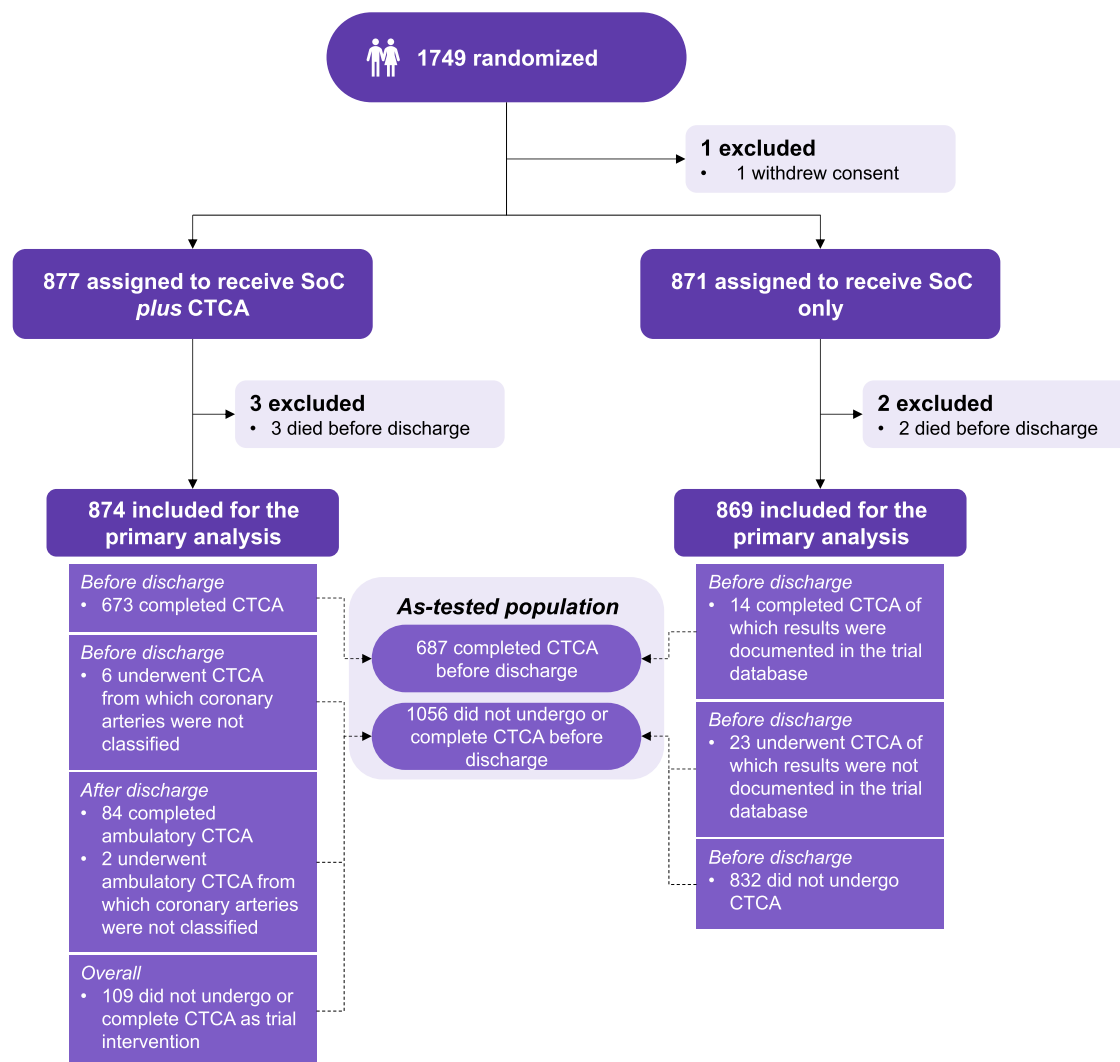 1749 randomized
1 excluded
• 1 withdrew consent
877 assigned to receive SoC
plus CTCA
871 assigned to receive SoC
only
3 excluded
• 3 died before discharge
2 excluded
• 2 died before discharge
874 included for the
primary analysis
869 included for the
primary analysis
Before discharge
• 673 completed CTCA
Before discharge
• 6 underwent CTCA
from which coronary
arteries were not
classified
After discharge
• 84 completed
ambulatory CTCA
• 2 underwent
ambulatory CTCA from
which coronary arteries
were not classified
Overall
• 109 did not undergo or
complete CTCA as trial
intervention
As-tested population
687 completed CTCA
before discharge
1056 did not undergo or
complete CTCA before
discharge
Before discharge
• 14 completed CTCA of
which results were
documented in the trial
database
Before discharge
• 23 underwent CTCA of
which results were not
documented in the trial
database
Before discharge
• 832 did not undergo
CTCA